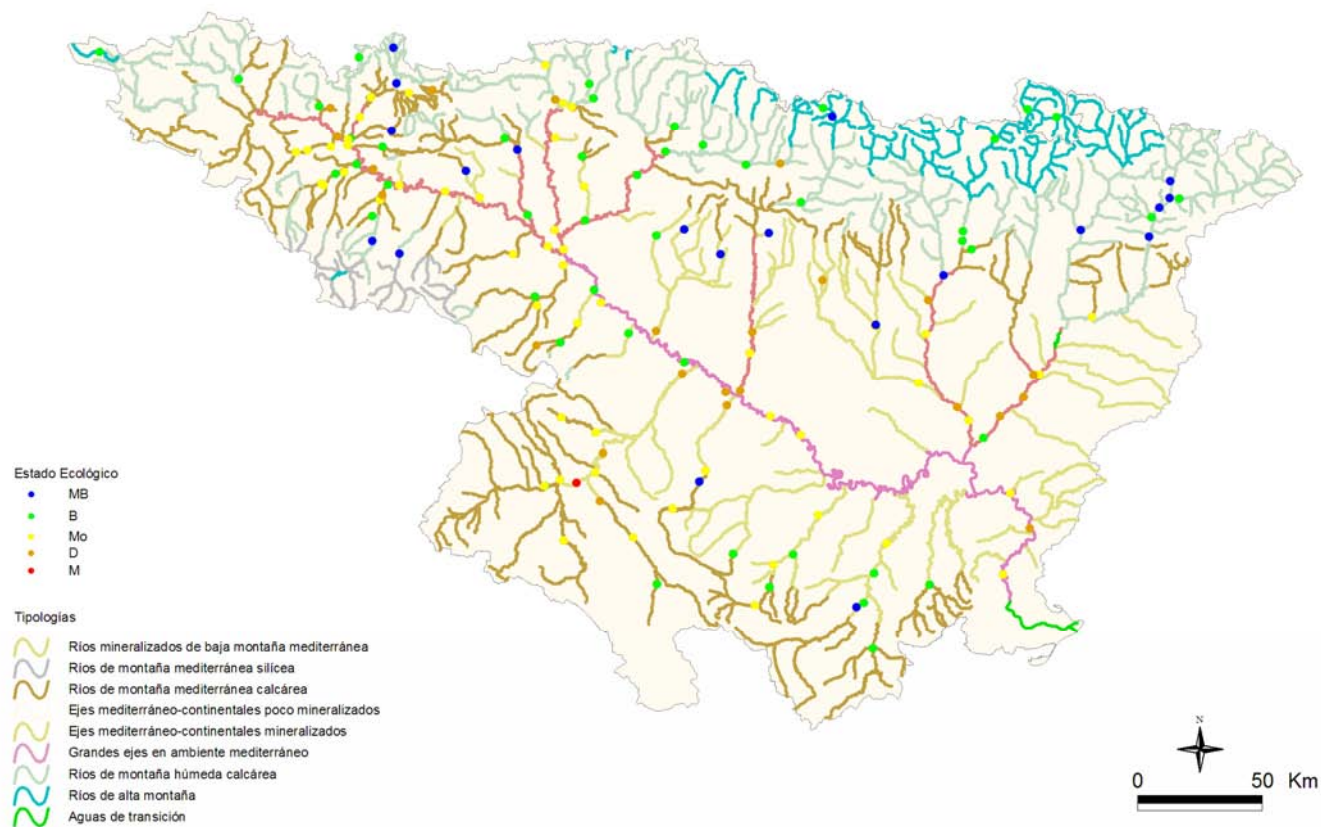 Estado Ecológico
MB
B
Mo
D
M
Tipologías
Ríos mineralizados de baja montaña mediterránea
Ríos de montaña mediterránea silícea
Ríos de montaña mediterránea calcárea
Ejes mediterráneo-continentales poco mineralizados
Ejes mediterráneo-continentales mineralizados
Grandes ejes en ambiente mediterráneo
Ríos de montaña húmeda calcárea
Ríos de alta montaña
Aguas de transición
N
0 50 Km